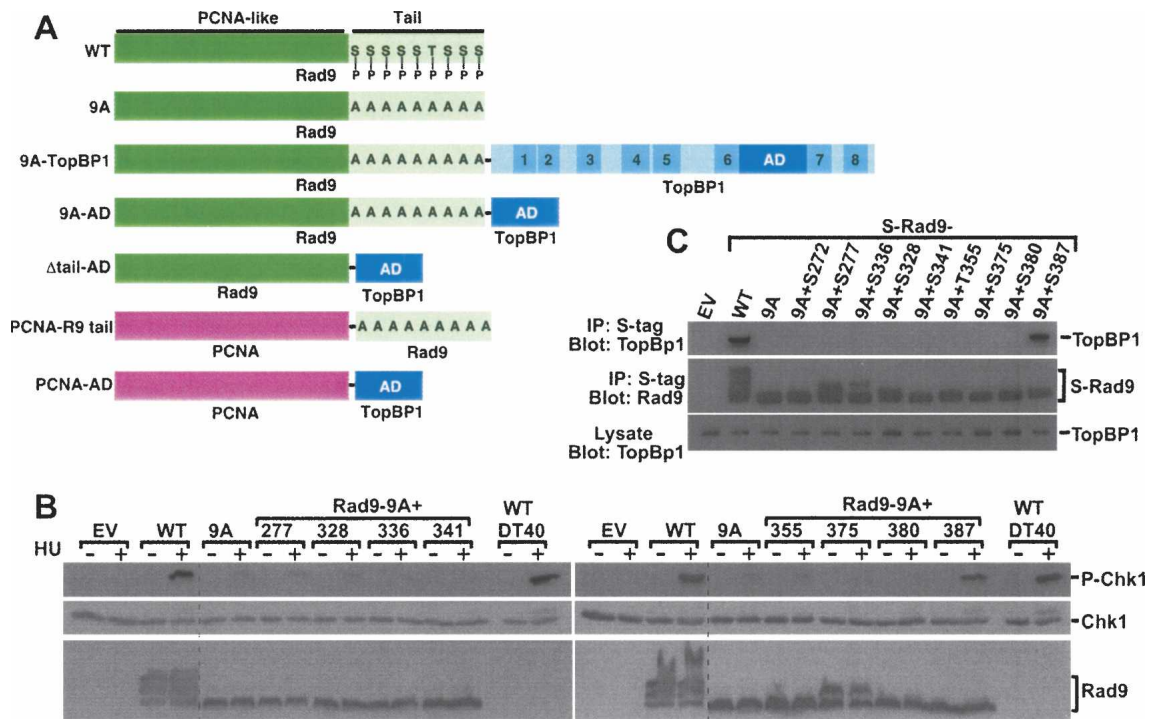 A
PCNA-like Tail
WT
S S S S S T S S S
P P P P P P P P P
Rad9
9A
A A A A A A A A A
Rad9
9A-TopBP1
A A A A A A A A A
1 2 3 4 5 6 AD 7 8
Rad9 TopBP1
9A-AD
A A A A A A A A A
AD
Rad9 TopBP1
Δtail-AD
AD
Rad9 TopBP1
PCNA-R9 tail
A A A A A A A A A
PCNA Rad9
PCNA-AD
AD
PCNA TopBP1
C
S-Rad9-
EV WT 9A 9A+S272 9A+S277 9A+S336 9A+S328 9A+S341 9A+T355 9A+S375 9A+S380 9A+S387
IP: S-tag
Blot: TopBp1
TopBP1
IP: S-tag
Blot: Rad9
S-Rad9
Lysate
Blot: TopBp1
TopBP1
B
Rad9-9A+ WT
EV WT 9A 277 328 336 341 DT40
Rad9-9A+ WT
EV WT 9A 355 375 380 387 DT40
HU - + - + - + - + - + - + - + - + - + - + - + - + - + - + - + - +
P-Chk1
Chk1
Rad9